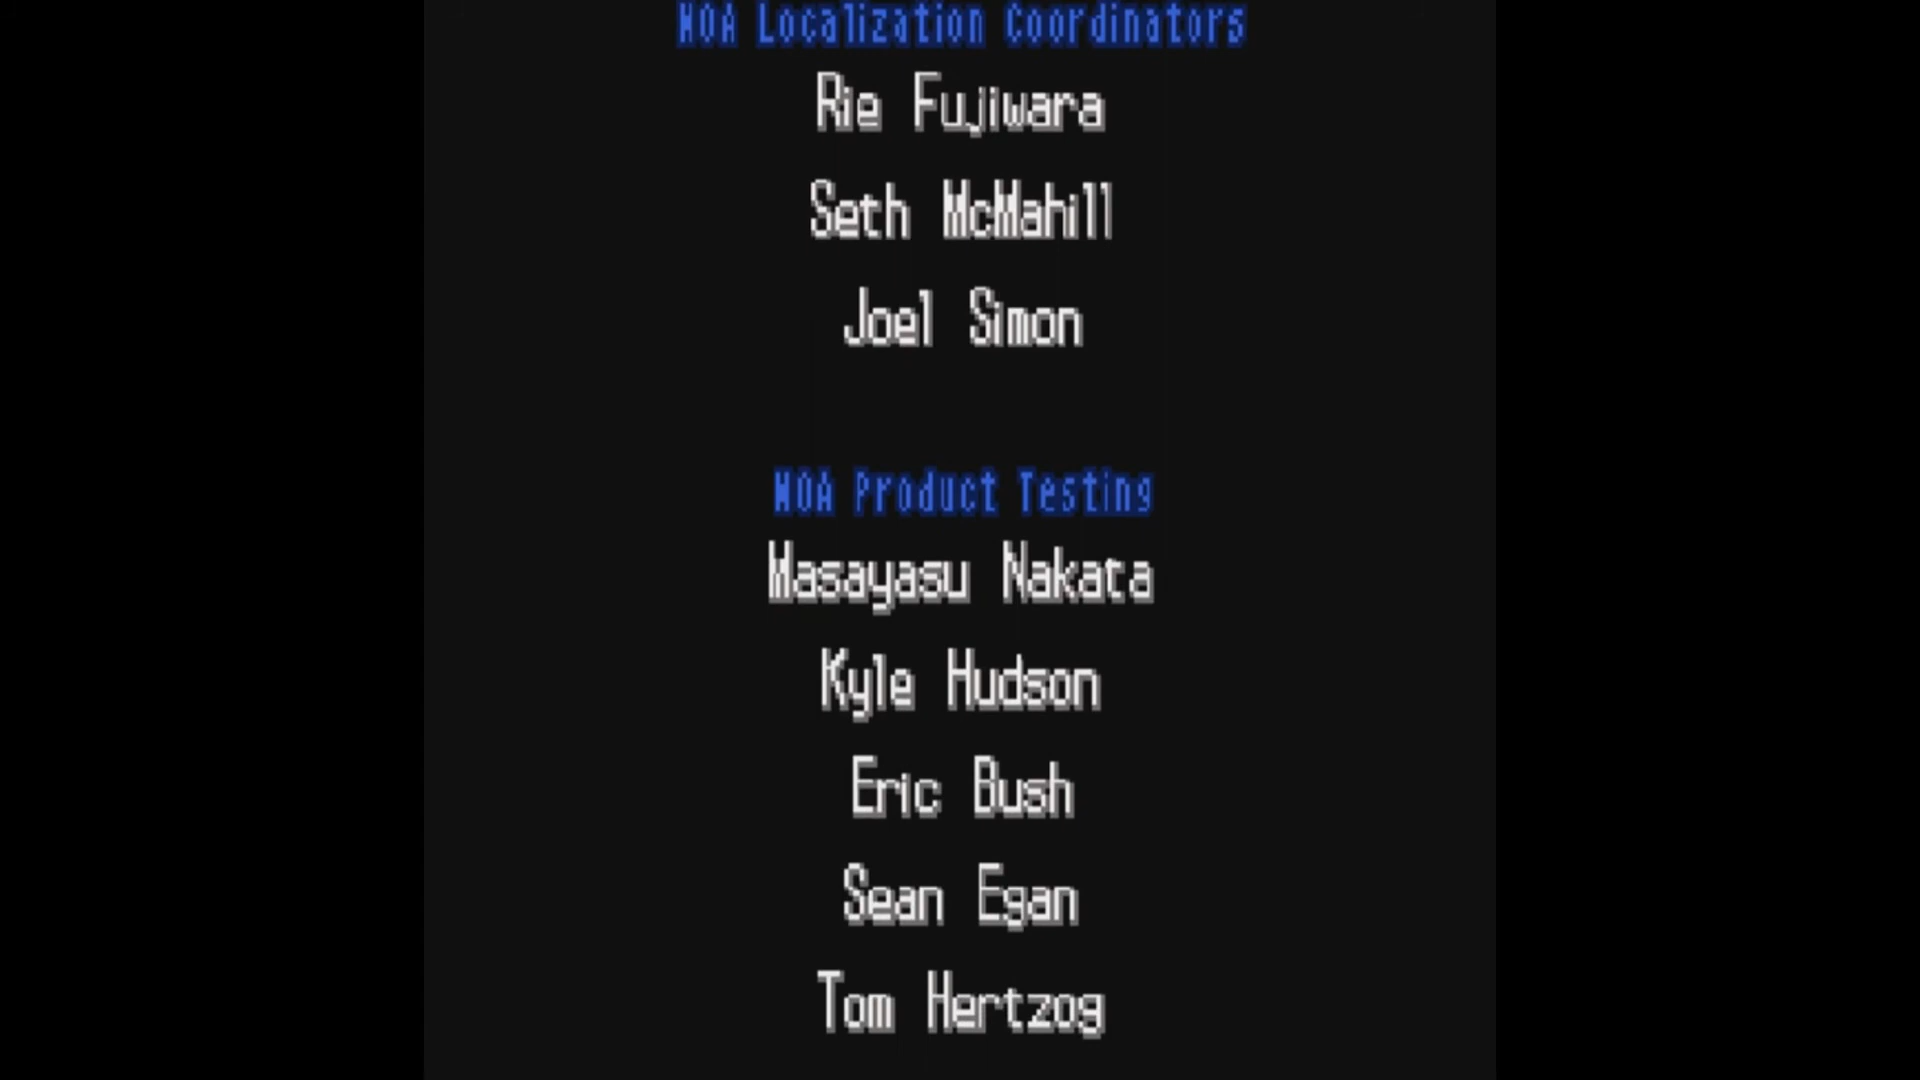 NOA Localization Coordinators
Rie Fujiwara
Seth McMahill
Joel Simon
NOA Product Testing
Masayasu Nakata
Kyle Hudson
Eric Bush
Sean Egan
Tom Hertzog